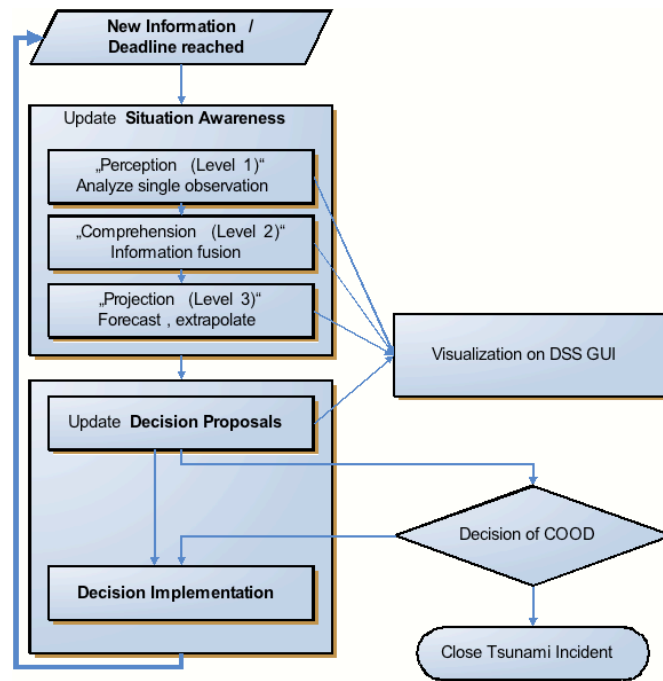 New Information /
Deadline reached
Update Situation Awareness
„Perception (Level 1)“
Analyze single observation
„Comprehension (Level 2)“
Information fusion
„Projection (Level 3)“
Forecast , extrapolate
Visualization on DSS GUI
Update Decision Proposals
Decision of COOD
Decision Implementation
Close Tsunami Incident